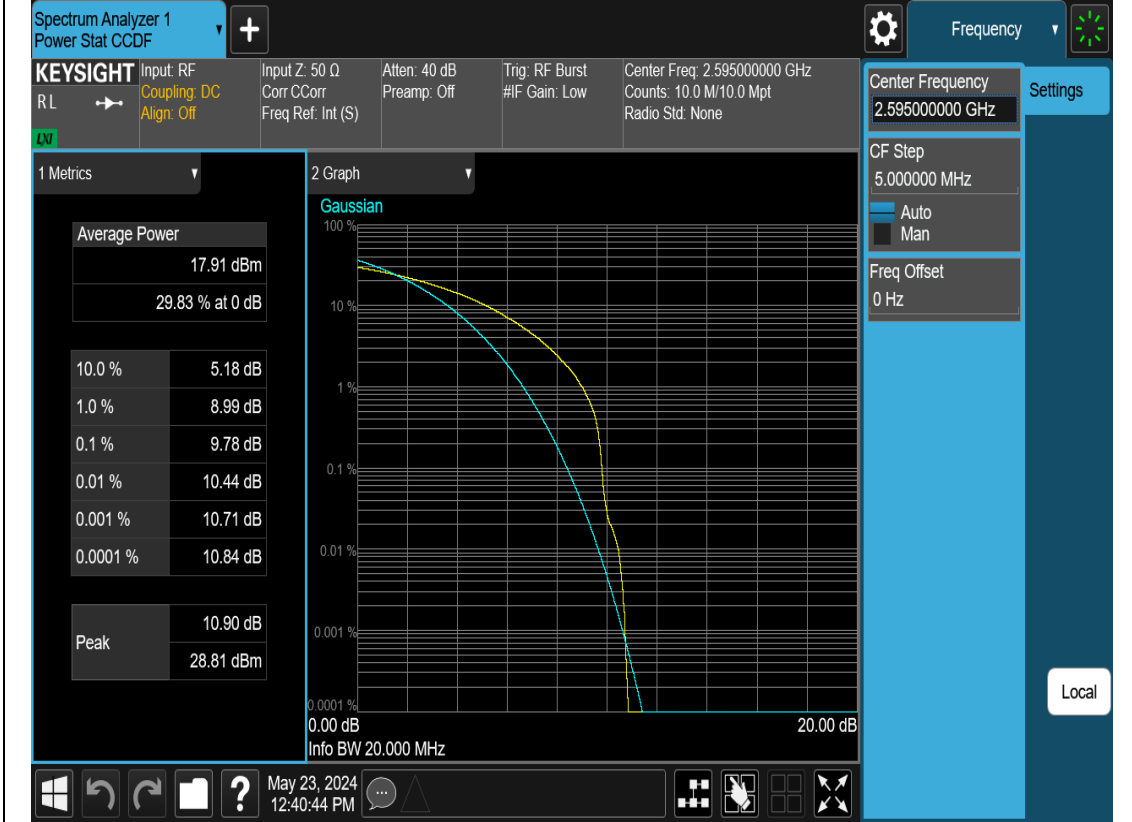 Spectrum Analyzer 1
Power Stat CCDF
+
Frequency
KEYSIGHT
RL
LXI
Input: RF
Coupling: DC
Align: Off
Input Z: 50 Ω
Corr CCorr
Freq Ref: Int (S)
Atten: 40 dB
Preamp: Off
Trig: RF Burst
#IF Gain: Low
Center Freq: 2.595000000 GHz
Counts: 10.0 M/10.0 Mpt
Radio Std: None
Center Frequency
2.595000000 GHz
Settings
CF Step
5.000000 MHz
Auto
Man
Freq Offset
0 Hz
1 Metrics
Average Power
17.91 dBm
29.83 % at 0 dB
10.0 % 5.18 dB
1.0 % 8.99 dB
0.1 % 9.78 dB
0.01 % 10.44 dB
0.001 % 10.71 dB
0.0001 % 10.84 dB
Peak
10.90 dB
28.81 dBm
2 Graph
Gaussian
100 %
10 %
1 %
0.1 %
0.01 %
0.001 %
0.0001 %
0.00 dB
20.00 dB
Info BW 20.000 MHz
Local
?
May 23, 2024
12:40:44 PM